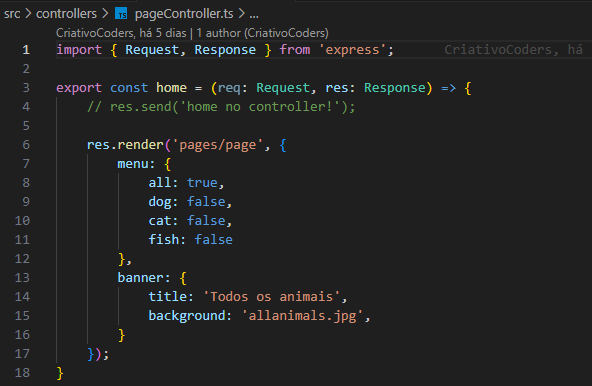 src > controllers > TS pageController.ts > ...
CriativoCoders, há 5 dias | 1 author (CriativoCoders)
1 import { Request, Response } from 'express'; CriativoCoders, há
2
3 export const home = (req: Request, res: Response) => {
4 // res.send('home no controller!');
5
6 res.render('pages/page', {
7 menu: {
8 all: true,
9 dog: false,
10 cat: false,
11 fish: false
12 },
13 banner: {
14 title: 'Todos os animais',
15 background: 'allanimals.jpg',
16 }
17 });
18 }